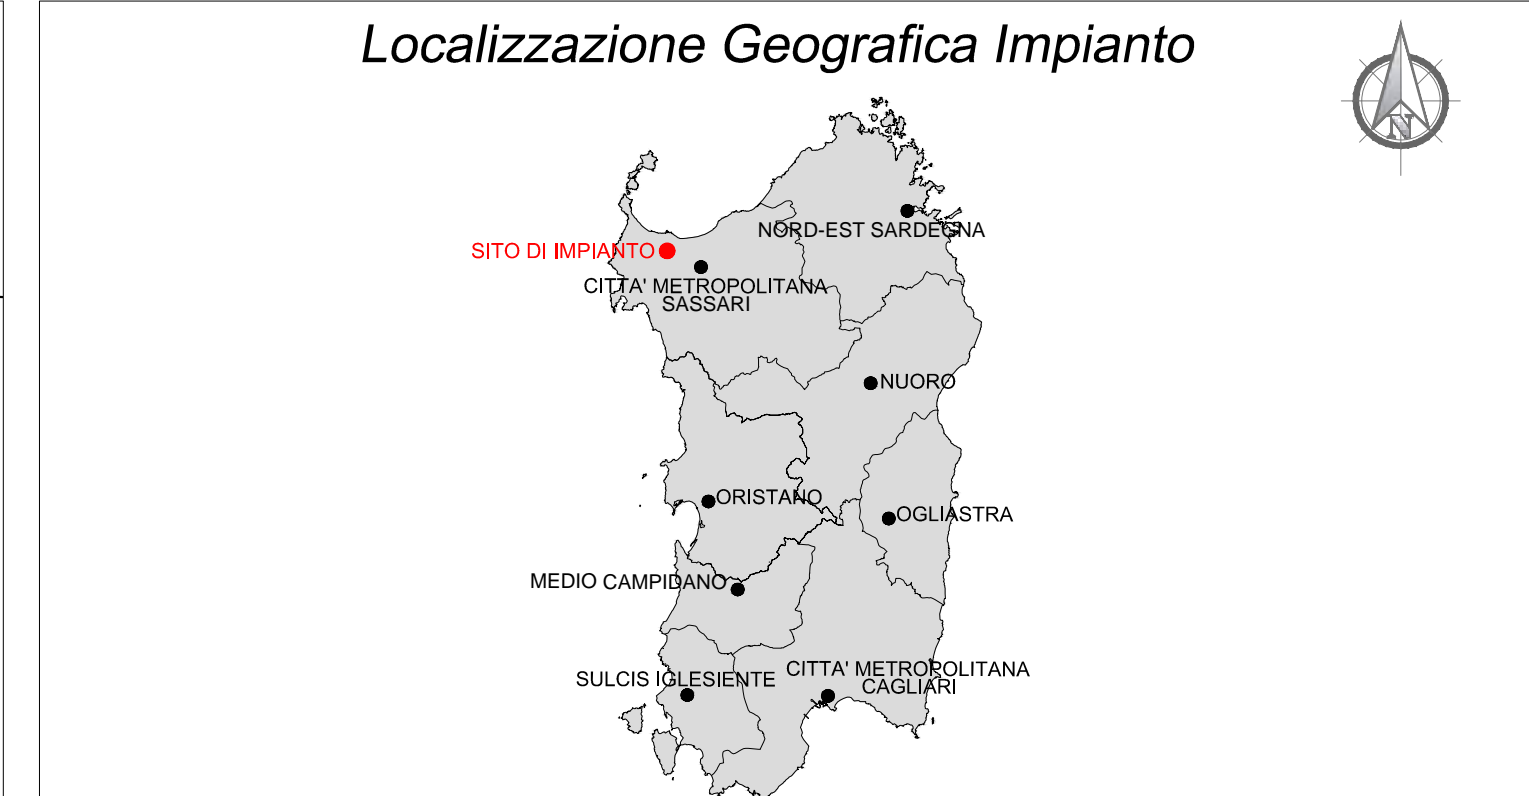 Localizzazione Geografica Impianto
N
NORD-EST SARDEGNA
SITO DI IMPIANTO
CITTA' METROPOLITANA
SASSARI
NUORO
ORISTANO
OGLIASTRA
MEDIO CAMPIDANO
SULCIS IGLESIENTE
CITTA' METROPOLITANA
CAGLIARI